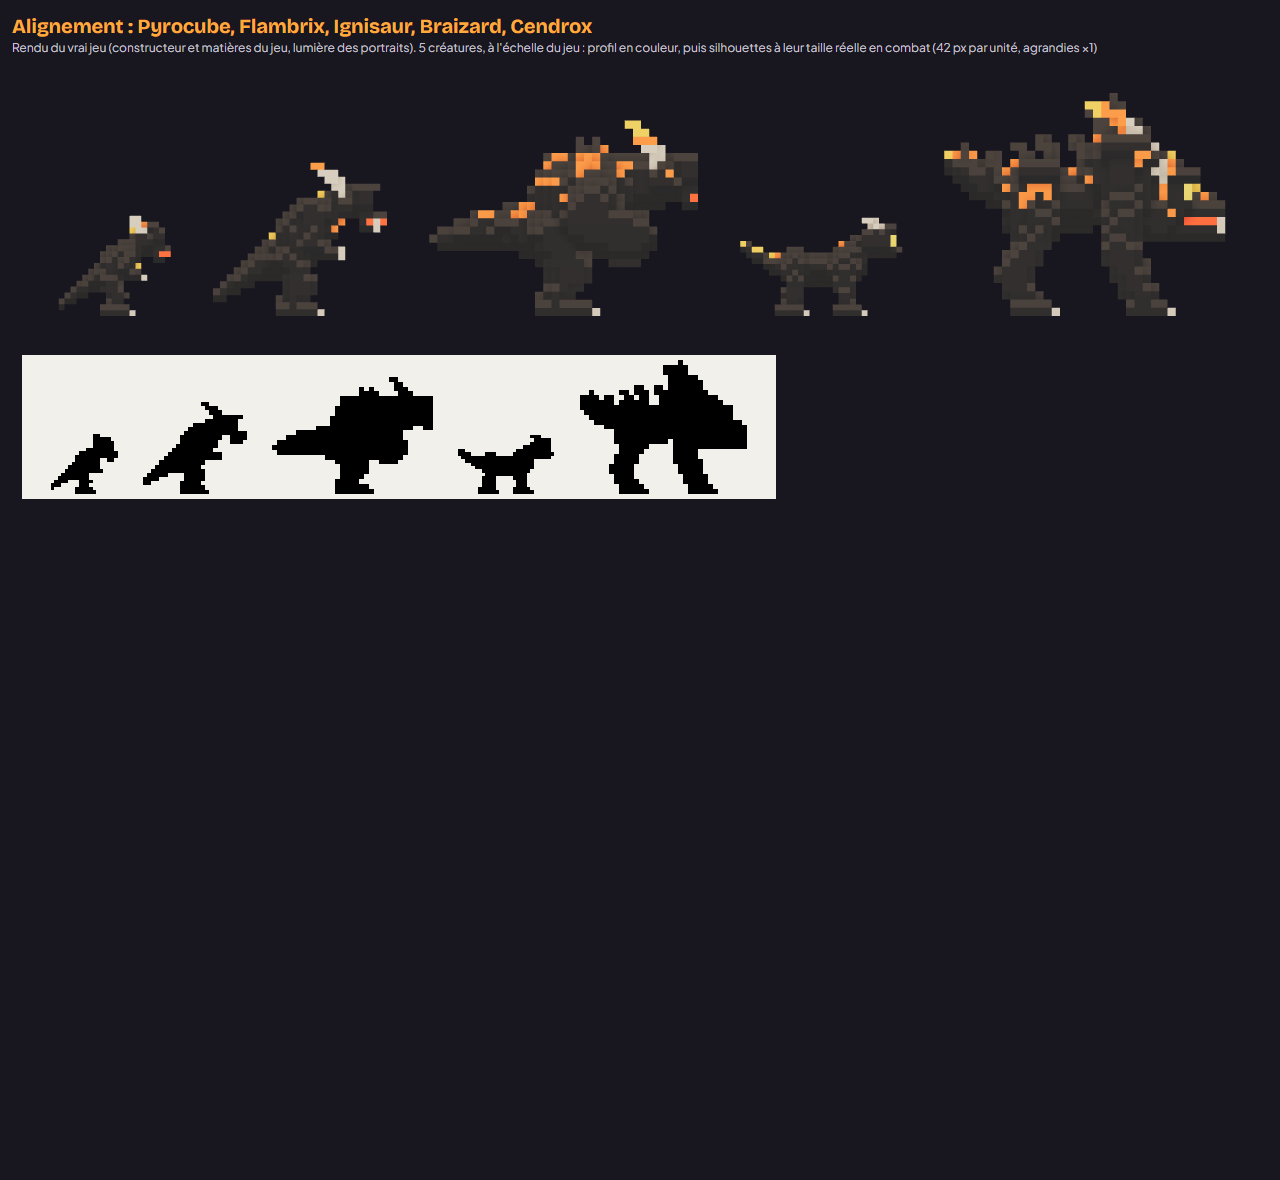 Alignement : Pyrocube, Flambrix, Ignisaur, Braizard, Cendrox
Rendu du vrai jeu (constructeur et matières du jeu, lumière des portraits). 5 créatures, à l'échelle du jeu : profil en couleur, puis silhouettes à leur taille réelle en combat (42 px par unité, agrandies ×1)